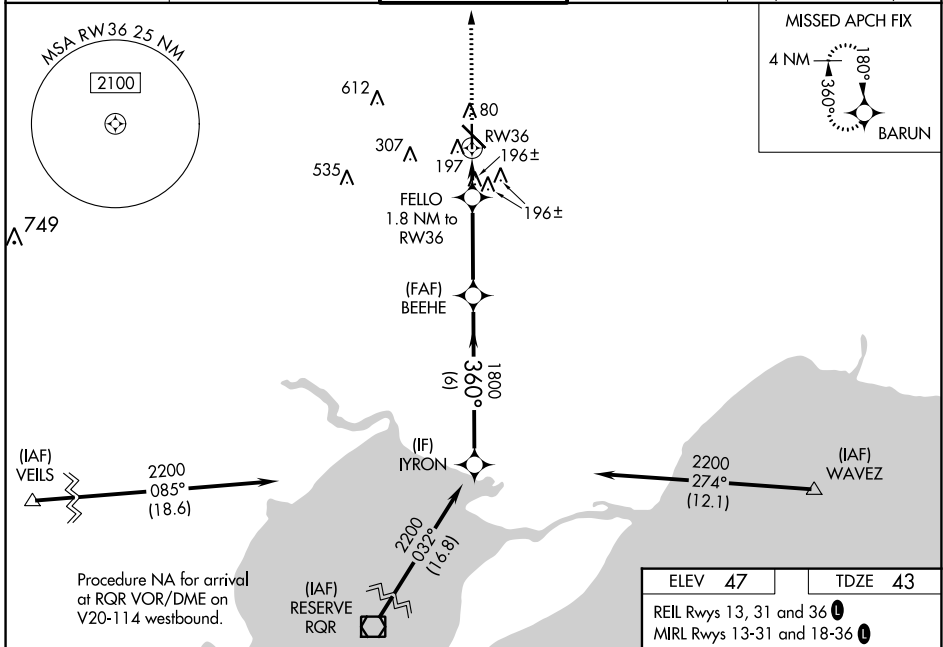 MSA RW36 25 NM
2100
MISSED APCH FIX
4 NM
180°
360°
BARUN
612
80
RW36
307
197
196±
535
196±
FELLO
1.8 NM to
RW36
749
(FAF)
BEEHE
1800
360°
(6)
(IF)
IYRON
(IAF)
VEILS
2200
085°
(18.6)
2200
274°
(12.1)
(IAF)
WAVEZ
2200
032°
(16.8)
Procedure NA for arrival
at RQR VOR/DME on
V20-114 westbound.
(IAF)
RESERVE
RQR
ELEV 47
TDZE 43
REIL Rwys 13, 31 and 36 L
MIRL Rwys 13-31 and 18-36 L